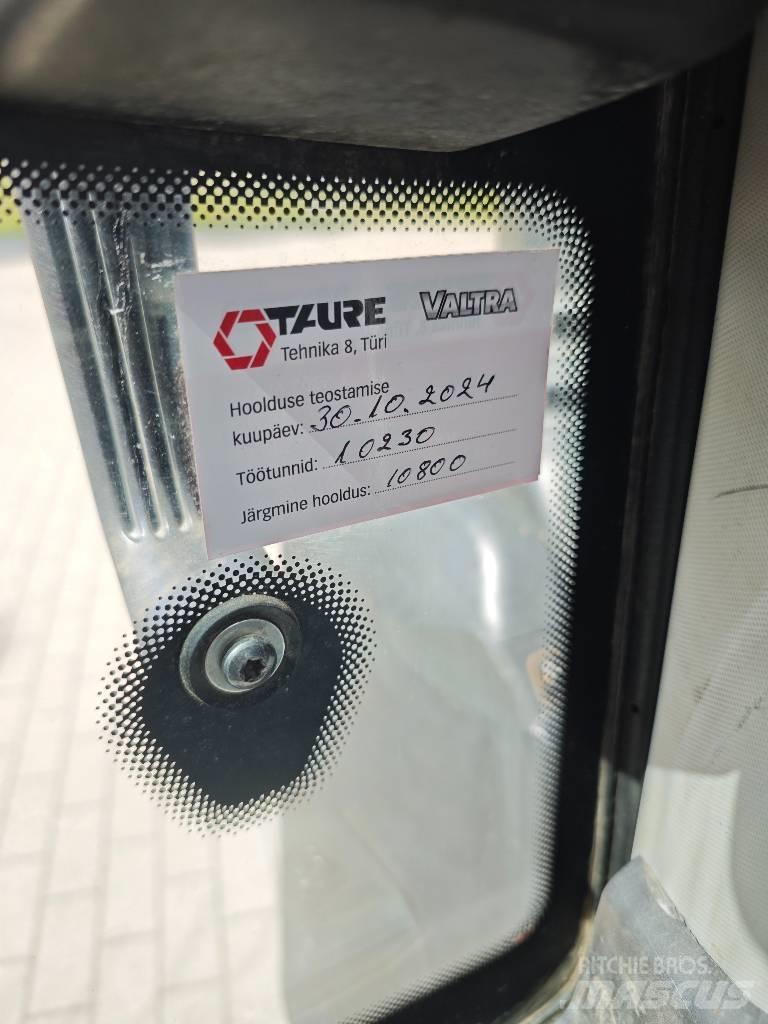 TAURE VALTRA
Tehnika 8, Türi
Hoolduse teostamise
kuupäev: 30.10.2024
Töötunnid: 10230
Järgmine hooldus: 10800
RITCHIE BROS.
MASCUS